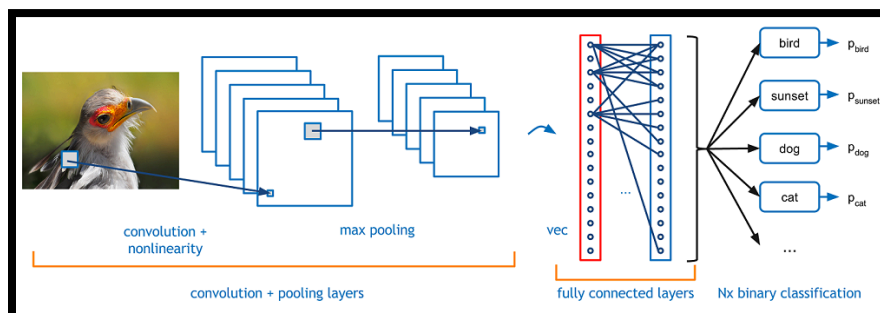 bird
p_bird
sunset
p_sunset
dog
p_dog
cat
p_cat
...
...
convolution +
nonlinearity
max pooling
vec
convolution + pooling layers
fully connected layers
Nx binary classification